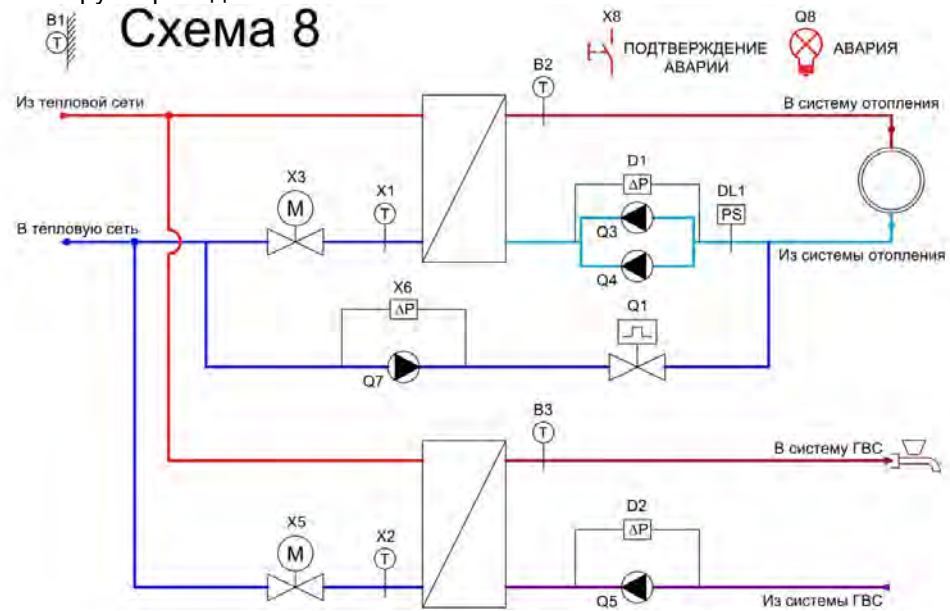 B1
T
Схема 8
X8
ПОДТВЕРЖДЕНИЕ
АВАРИИ
Q8
АВАРИЯ
Из тепловой сети
B2
T
В систему отопления
X3
M
X1
T
D1
ΔP
DL1
PS
Q3
Q4
В тепловую сеть
Из системы отопления
X6
ΔP
Q7
Q1
B3
T
В систему ГВС
X5
M
X2
T
D2
ΔP
Q5
Из системы ГВС